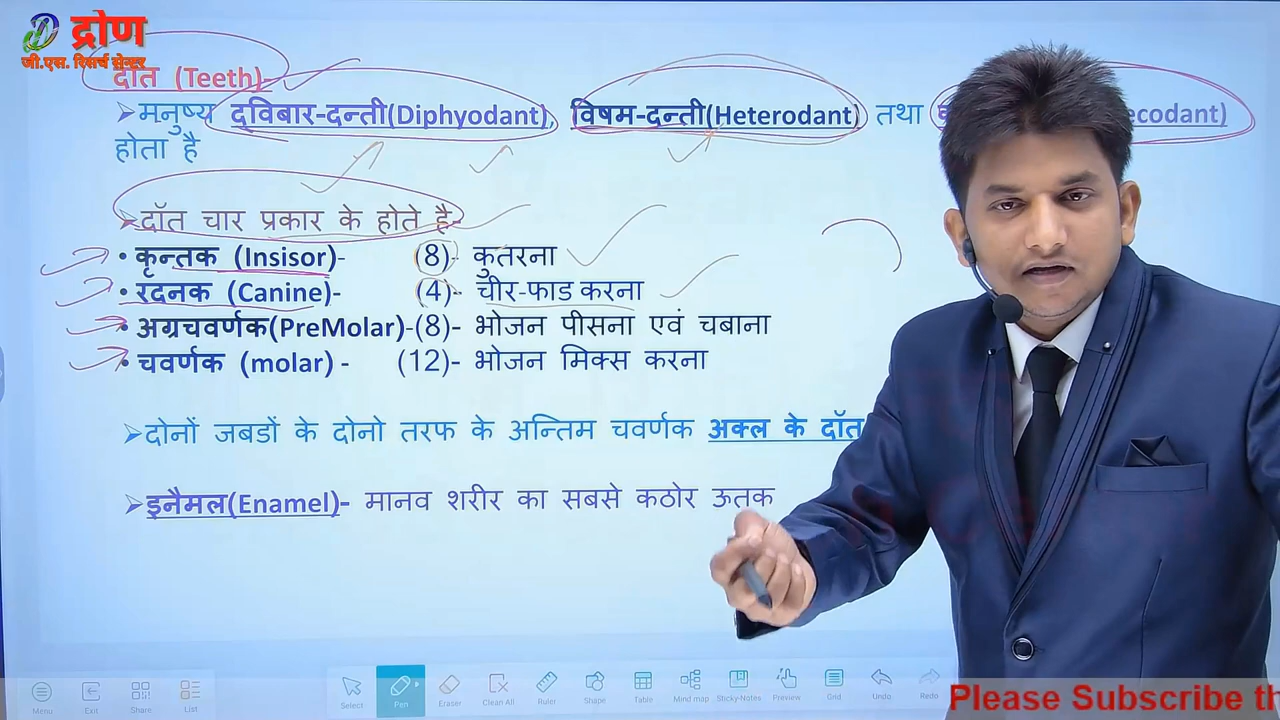 द्रोण
जी.एस. रिसर्च सेन्टर
दाँत (Teeth)-
➢मनुष्य दविबार-दन्ती(Diphyodant), विषम-दन्ती(Heterodant) तथा
होता है
➢दॉत चार प्रकार के होते है-
• कृन्तक (Insisor)- (8)- कुतरना
• रदनक (Canine)- (4)- चीर-फाड करना
• अग्रचवर्णक(PreMolar)-(8)- भोजन पीसना एवं चबाना
• चवर्णक (molar) - (12)- भोजन मिक्स करना
➢दोनों जबडों के दोनो तरफ के अन्तिम चवर्णक अक्ल के दॉत
➢इनैमल(Enamel)- मानव शरीर का सबसे कठोर ऊतक
Menu Exit Share List Select Pen Eraser Clean All Ruler Shape Table Mind map Sticky-Notes Preview Grid Undo Redo
Please Subscribe